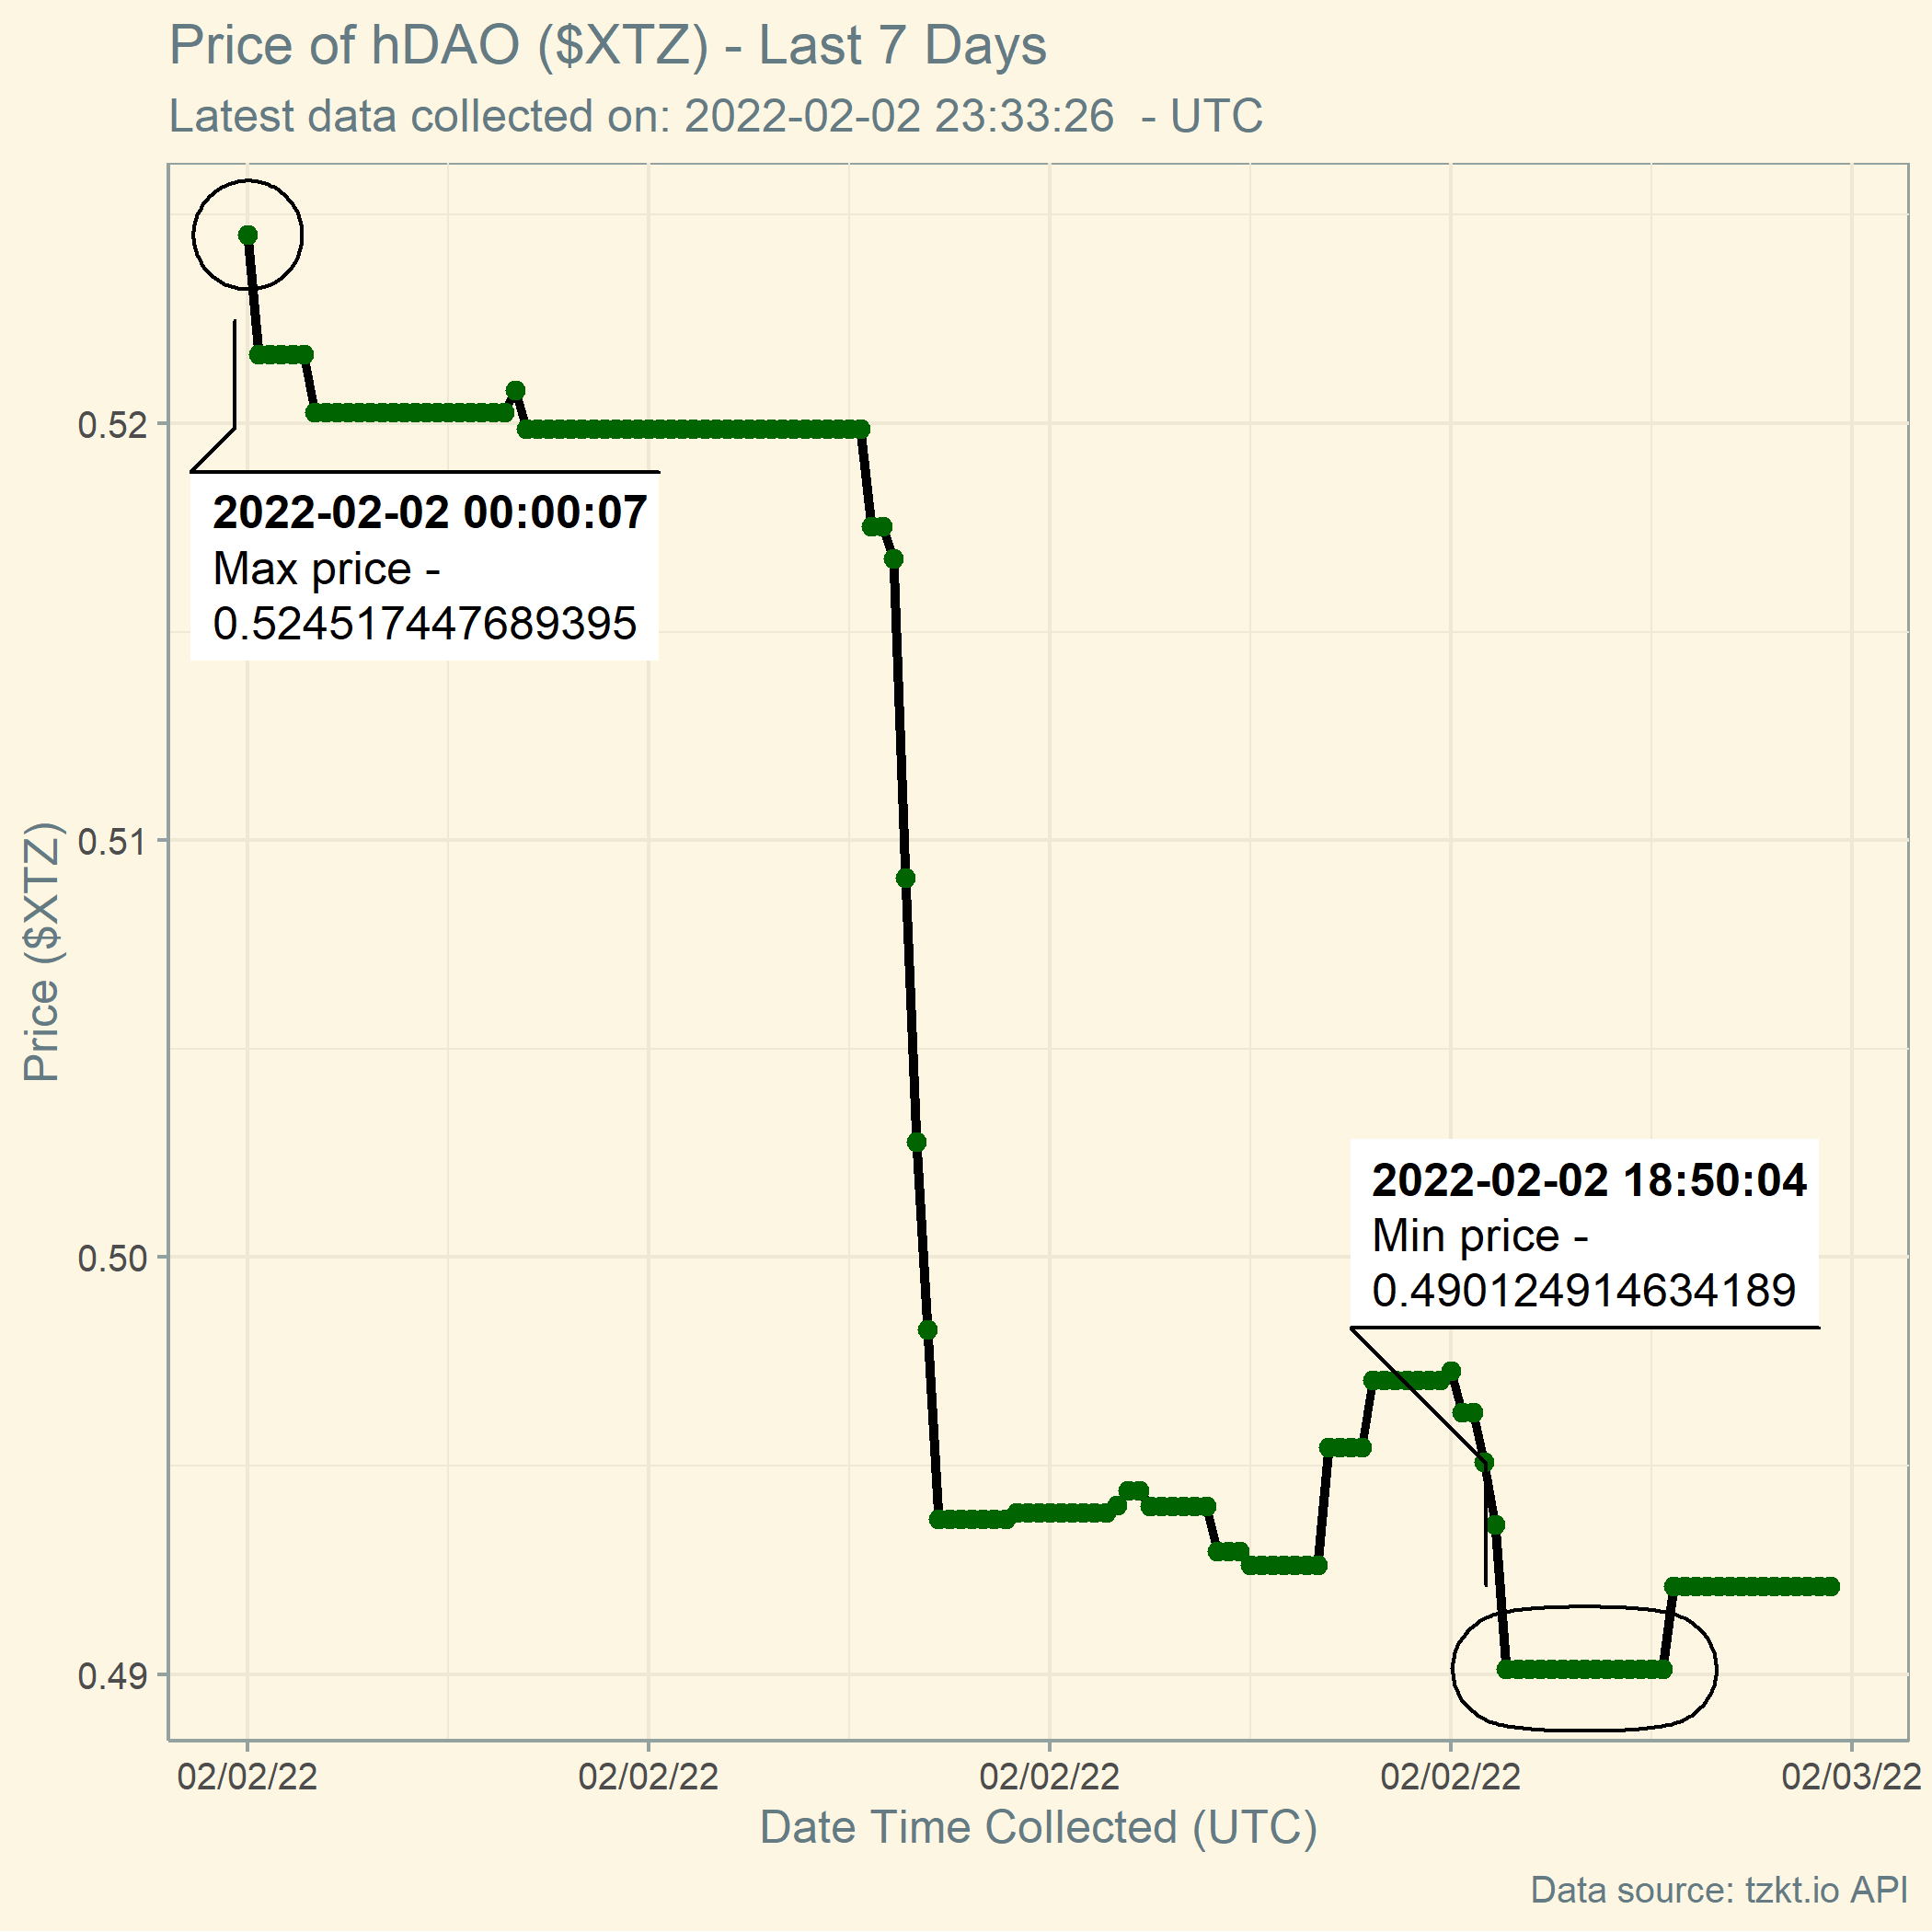 Price of hDAO ($XTZ) - Last 7 Days
Latest data collected on: 2022-02-02 23:33:26  - UTC
0.52
2022-02-02 00:00:07
Max price -
0.524517447689395
0.51
Price ($XTZ)
2022-02-02 18:50:04
Min price -
0.490124914634189
0.50
0.49
02/02/22 02/02/22 02/02/22 02/02/22 02/03/22
Date Time Collected (UTC)
Data source: tzkt.io API